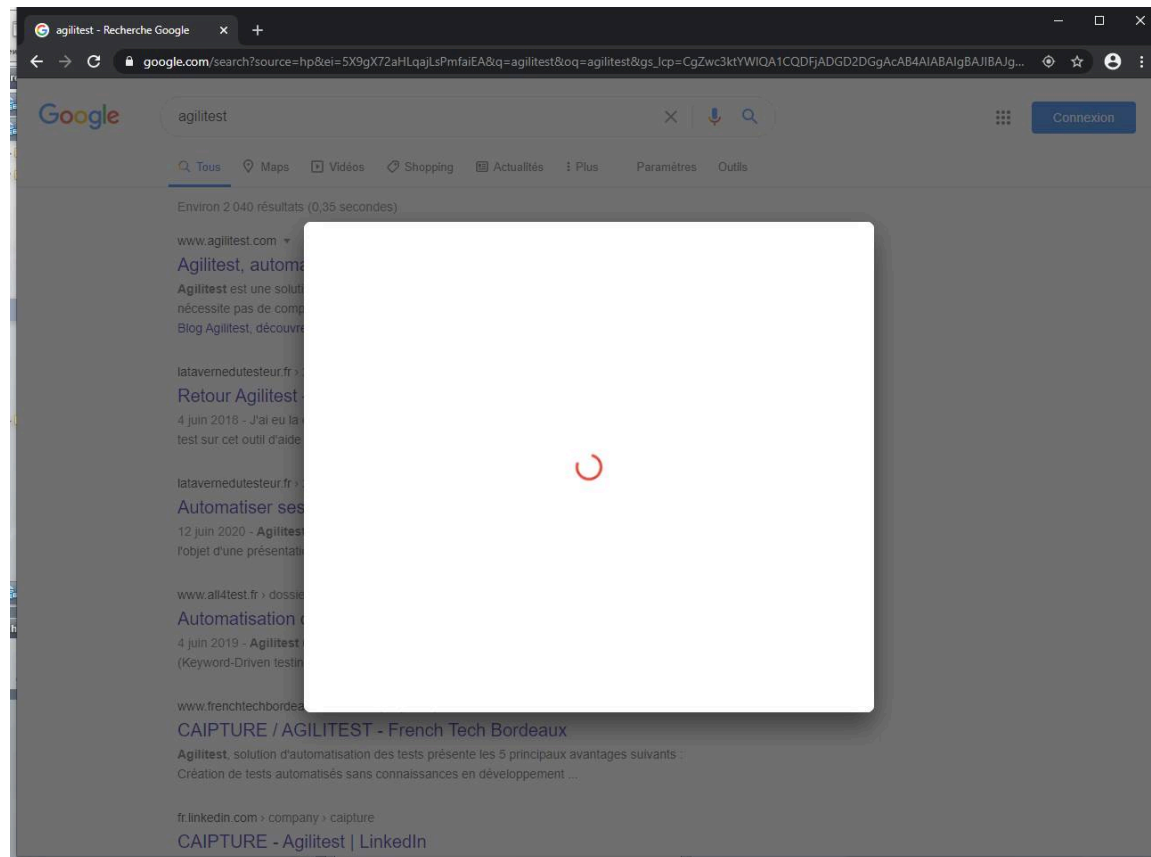 agilitest - Recherche Google
google.com/search?source=hp&ei=5X9gX72aHLqajLsPmfaiEA&q=agilitest&oq=agilitest&gs_lcp=CgZwc3ktYWIQA1CQDFjADGD2DGgAcAB4AIABAIgBAJIBAJg...
Google
agilitest
Connexion
Tous Maps Vidéos Shopping Actualités Plus Paramètres Outils
Environ 2 040 résultats (0,35 secondes)
www.agilitest.com
Agilitest, automa
Agilitest est une soluti
nécessite pas de comp
Blog Agilitest, découvre
latavernedutesteur.fr ›
Retour Agilitest
4 juin 2018 - J'ai eu la
test sur cet outil d'aide
latavernedutesteur.fr ›
Automatiser ses
12 juin 2020 - Agilitest
l'objet d'une présentati
www.all4test.fr › dossie
Automatisation
4 juin 2019 - Agilitest
(Keyword-Driven testin
www.frenchtechbordea
CAIPTURE / AGILITEST - French Tech Bordeaux
Agilitest, solution d'automatisation des tests présente les 5 principaux avantages suivants :
Création de tests automatisés sans connaissances en développement ...
fr.linkedin.com › company › caipture
CAIPTURE - Agilitest | LinkedIn